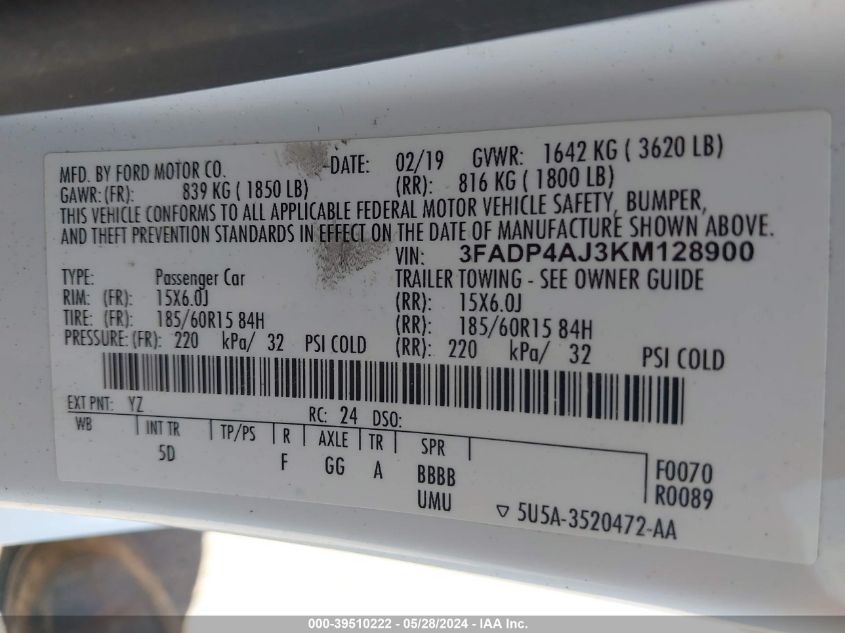 MFD. BY FORD MOTOR CO. DATE: 02/19 GVWR: 1642 KG ( 3620 LB)
GAWR: (FR): 839 KG ( 1850 LB) (RR): 816 KG ( 1800 LB)
THIS VEHICLE CONFORMS TO ALL APPLICABLE FEDERAL MOTOR VEHICLE SAFETY, BUMPER,
AND THEFT PREVENTION STANDARDS IN EFFECT ON THE DATE OF MANUFACTURE SHOWN ABOVE.
VIN: 3FADP4AJ3KM128900
TYPE: Passenger Car TRAILER TOWING - SEE OWNER GUIDE
RIM: (FR): 15X6.0J (RR): 15X6.0J
TIRE: (FR): 185/60R15 84H (RR): 185/60R15 84H
PRESSURE: (FR): 220 kPa/ 32 PSI COLD (RR): 220 kPa/ 32 PSI COLD
EXT PNT: YZ RC: 24 DSO:
WB INT TR TP/PS R AXLE TR SPR
5D F GG A BBBB F0070
UMU R0089
5U5A-3520472-AA
000-39510222 - 05/28/2024 - IAA Inc.